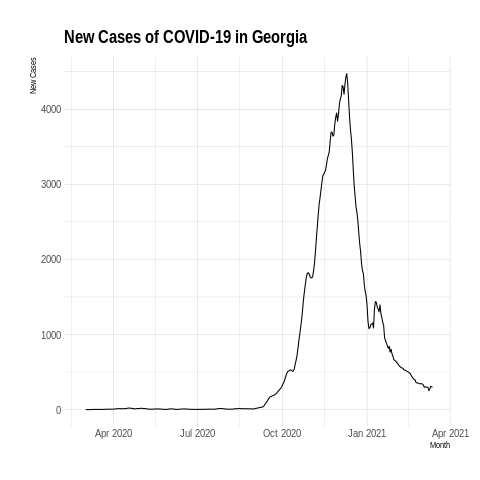 New Cases of COVID-19 in Georgia
New Cases
4000
3000
2000
1000
0
Apr 2020 Jul 2020 Oct 2020 Jan 2021 Apr 2021
Month